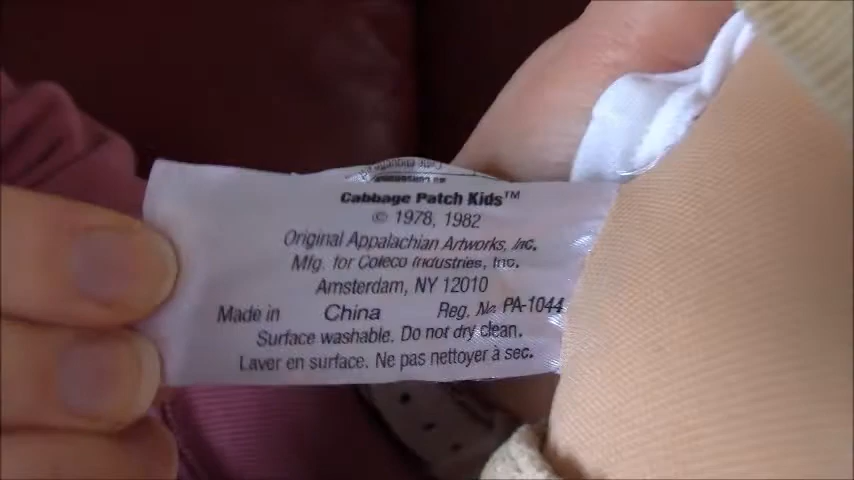 Cabbage Patch Kids™
© 1978, 1982
Original Appalachian Artworks, Inc.
Mfg. for Coleco Industries, Inc.
Amsterdam, NY 12010
Made in China Reg. No PA-1044
Surface washable. Do not dry clean.
Laver en surface. Ne pas nettoyer à sec.